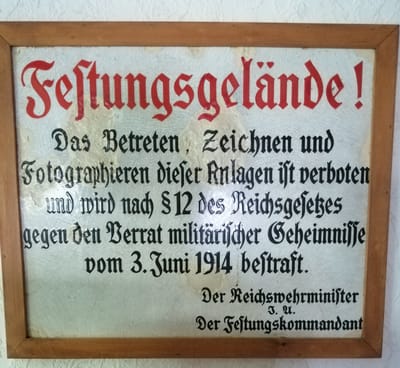 Festungsgelände!
Das Betreten, Zeichnen und
Fotographieren dieser Anlagen ist verboten
und wird nach § 12 des Reichsgesetzes
gegen den Verrat militärischer Geheimnisse
vom 3. Juni 1914 bestraft.
Der Reichswehrminister
J. U.
Der Festungskommandant